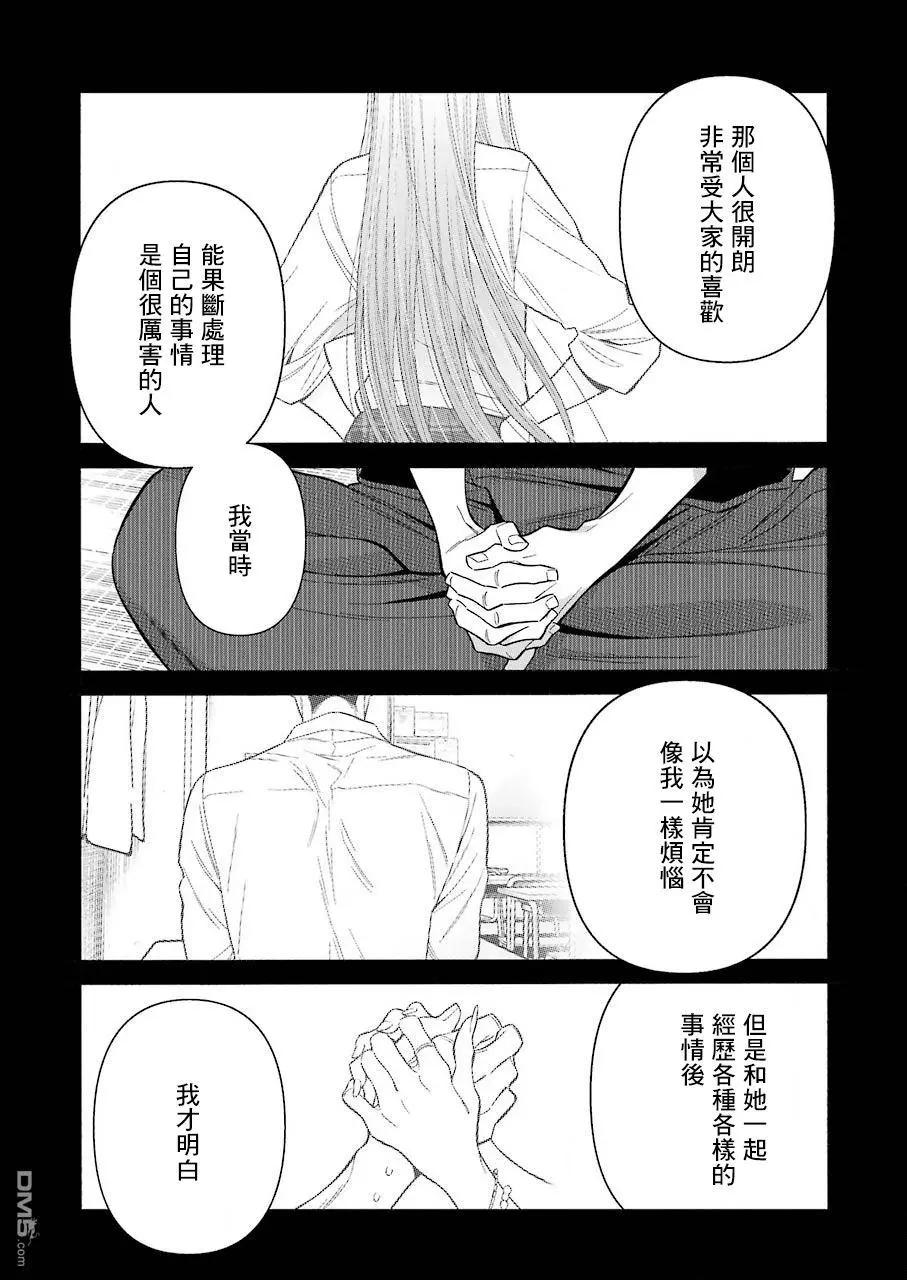 那個人很開朗
非常受大家的喜歡
能果斷處理
自己的事情
是個很厲害的人
我當時
以為她肯定不會
像我一樣煩惱
但是和她一起
經歷各種各樣的
事情後
我才明白
DM5.com